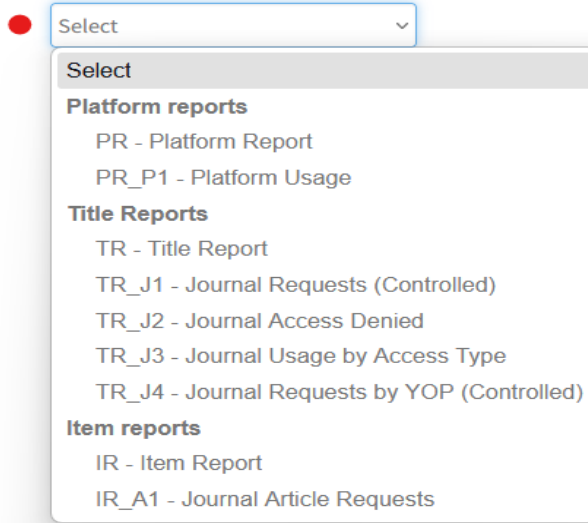 Select
Select
Platform reports
PR - Platform Report
PR_P1 - Platform Usage
Title Reports
TR - Title Report
TR_J1 - Journal Requests (Controlled)
TR_J2 - Journal Access Denied
TR_J3 - Journal Usage by Access Type
TR_J4 - Journal Requests by YOP (Controlled)
Item reports
IR - Item Report
IR_A1 - Journal Article Requests